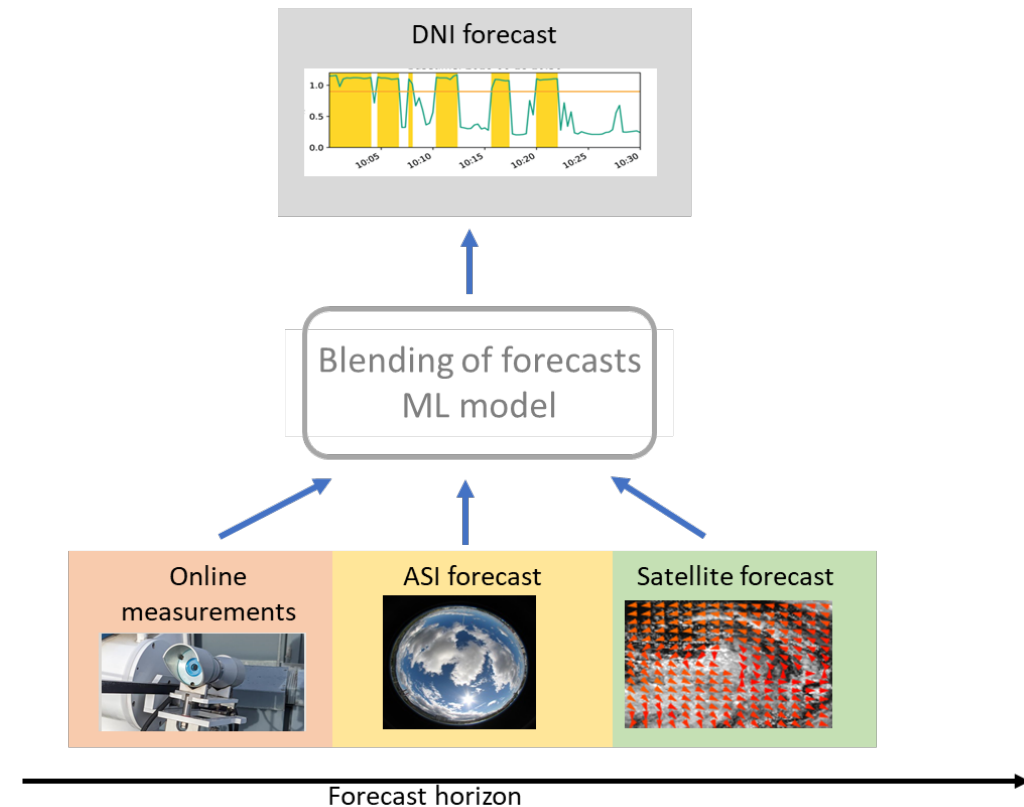 DNI forecast
1.0
0.5
0.0
10:05
10:10
10:15
10:20
10:25
10:30
Blending of forecasts
ML model
Online
measurements
ASI forecast
Satellite forecast
Forecast horizon